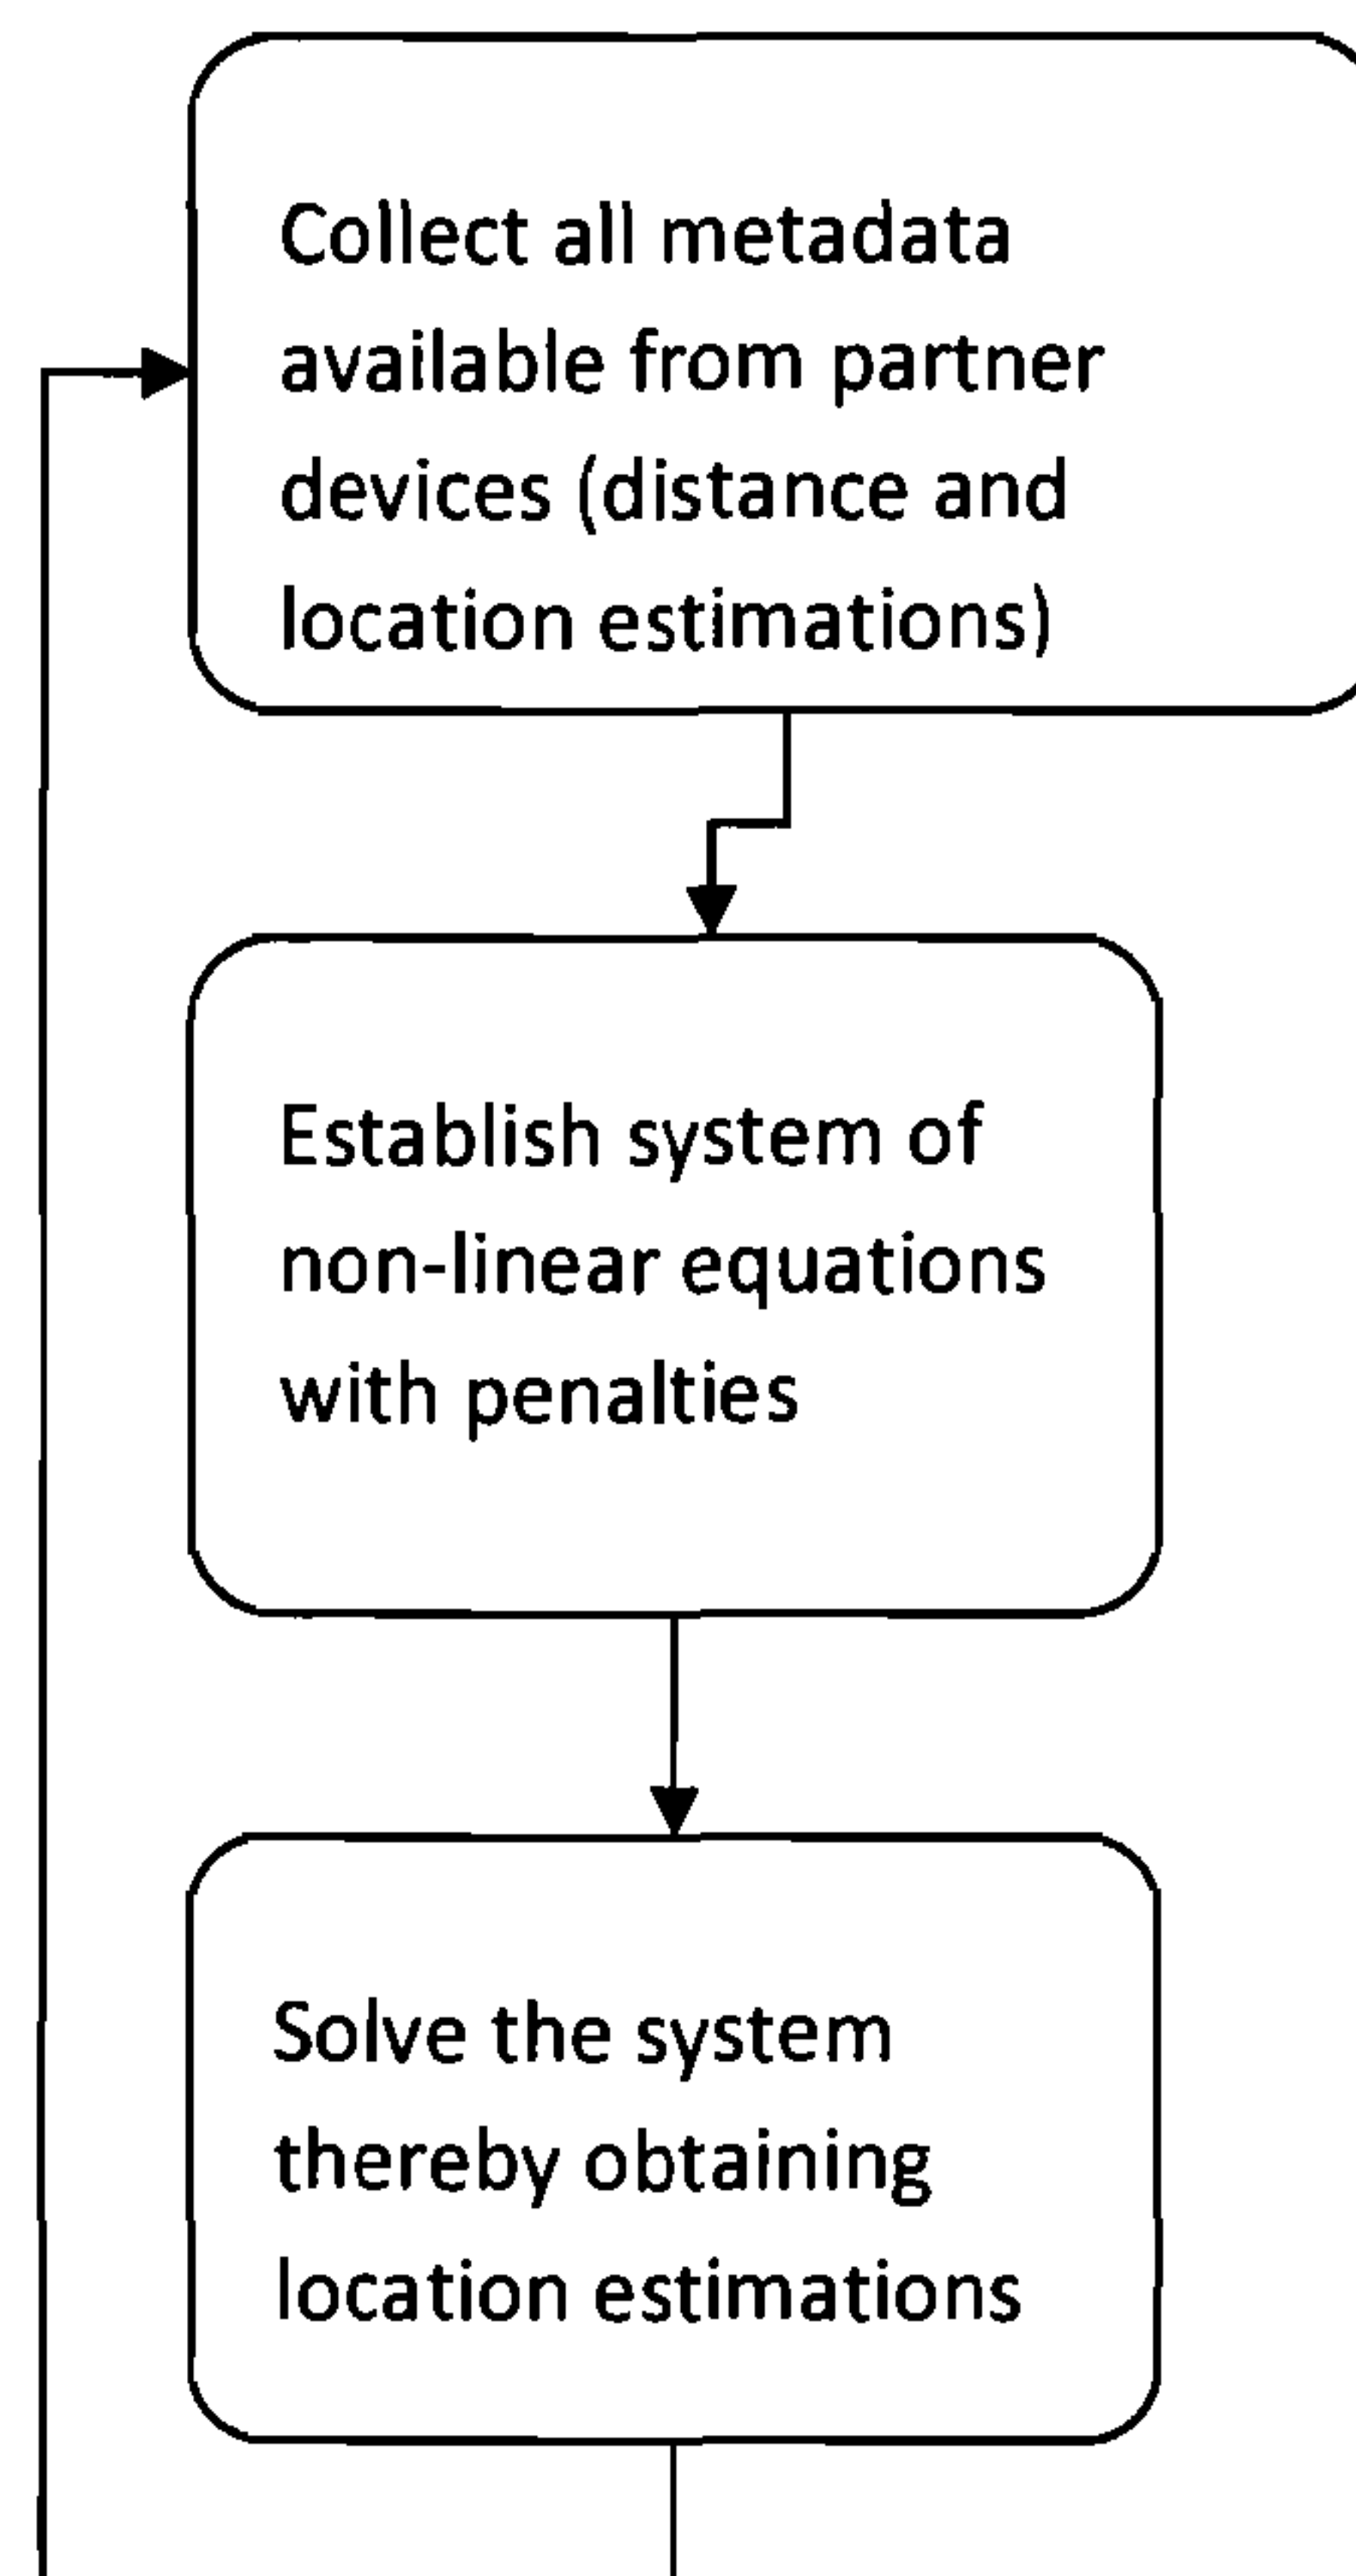 Collect all metadata
available from partner
devices (distance and
location estimations)
Establish system of
non-linear equations
with penalties
Solve the system
thereby obtaining
location estimations